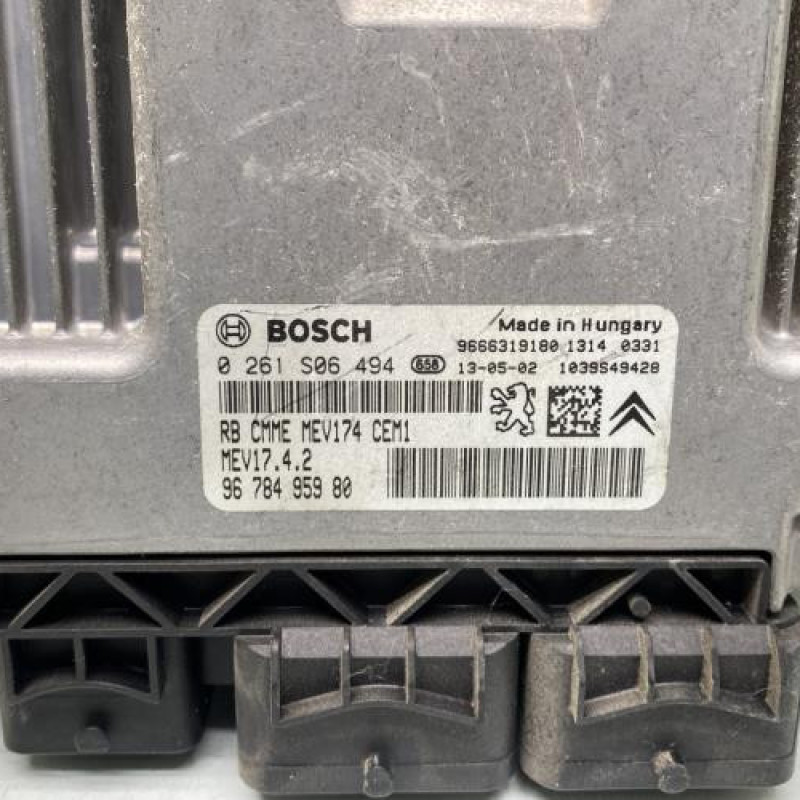 BOSCH
Made in Hungary
9666319180 1314 0331
0 261 S06 494 658 13-05-02 1039S49428
RB CMME MEV174 CEM1
MEV17.4.2
96 784 959 80